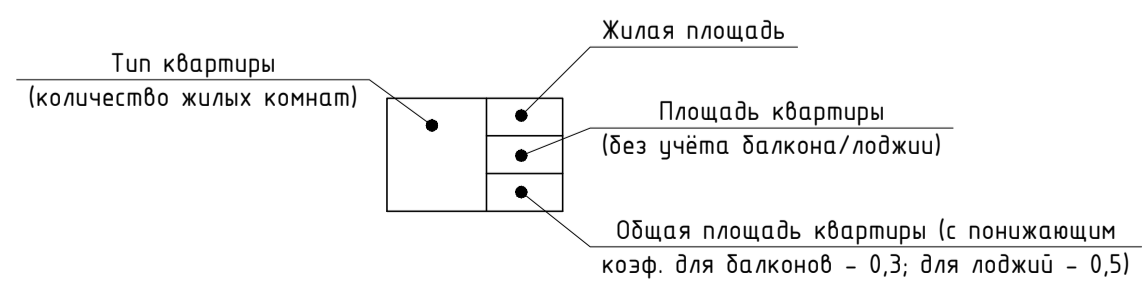 Жилая площадь
Тип квартиры
(количество жилых комнат)
Площадь квартиры
(без учёта балкона/лоджии)
Общая площадь квартиры (с понижающим
коэф. для балконов - 0,3; для лоджий - 0,5)